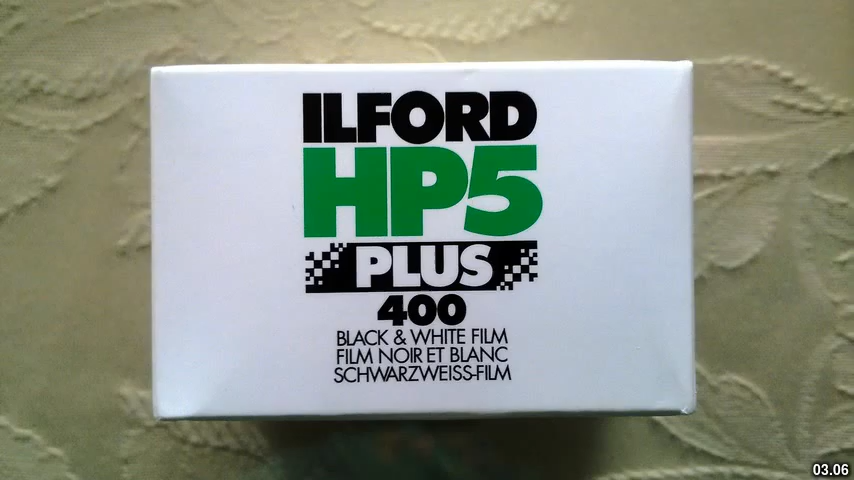 ILFORD
HP5
PLUS
400
BLACK & WHITE FILM
FILM NOIR ET BLANC
SCHWARZWEISS-FILM
03.06